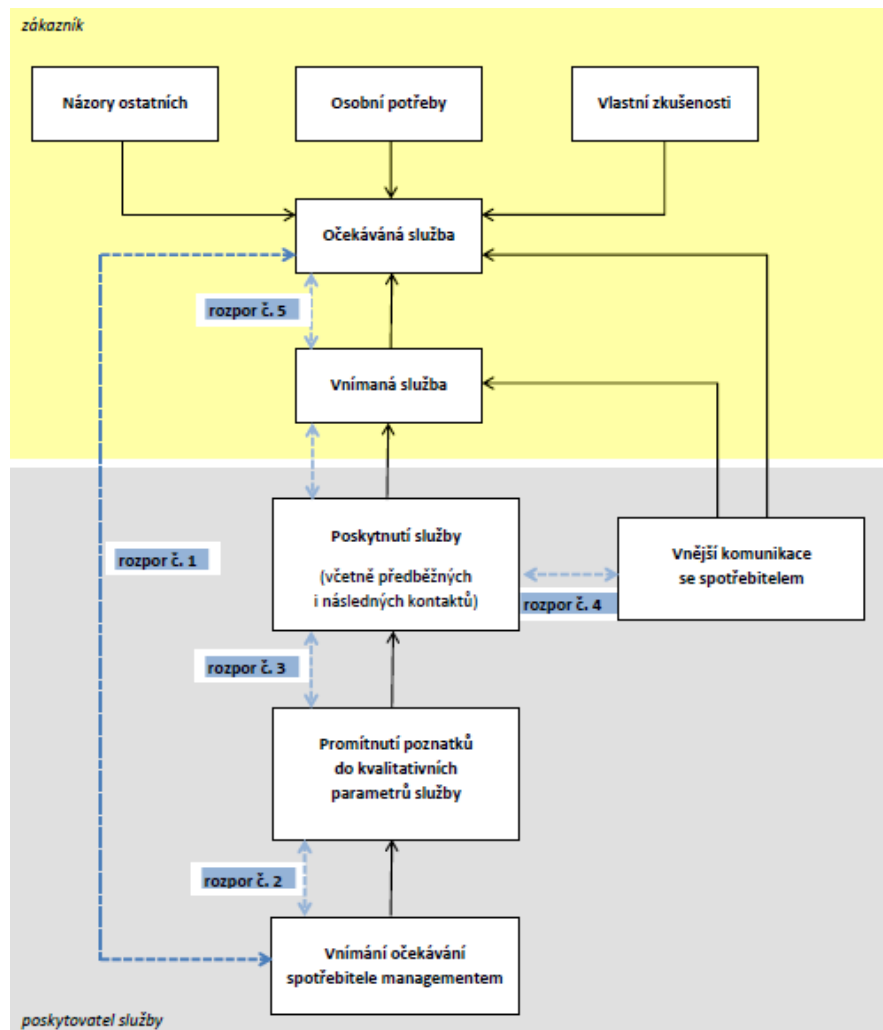 zákazník
Názory ostatních
Osobní potřeby
Vlastní zkušenosti
Očekáváná služba
rozpor č. 5
Vnímaná služba
Poskytnutí služby
(včetně předběžných
i následných kontaktů)
Vnější komunikace
se spotřebitelem
rozpor č. 1
rozpor č. 4
rozpor č. 3
Promítnutí poznatků
do kvalitativních
parametrů služby
rozpor č. 2
Vnímání očekávání
spotřebitele managementem
poskytovatel služby